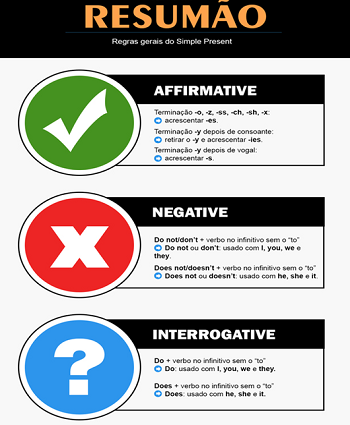 RESUMÃO
Regras gerais do Simple Present
AFFIRMATIVE
Terminação -o, -z, -ss, -ch, -sh, -x:
acrescentar -es.
Terminação -y depois de consoante:
retirar o -y e acrescentar -ies.
Terminação -y depois de vogal:
acrescentar -s.
X
NEGATIVE
Do not/don't + verbo no infinitivo sem o "to"
Do not ou don't: usado com I, you, we e
they.
Does not/doesn't + verbo no infinitivo sem o "to"
Does not ou doesn't: usado com he, she e it.
?
INTERROGATIVE
Do + verbo no infinitivo sem o "to"
Do: usado com I, you, we e they.
Does + verbo no infinitivo sem o "to"
Does: usado com he, she e it.